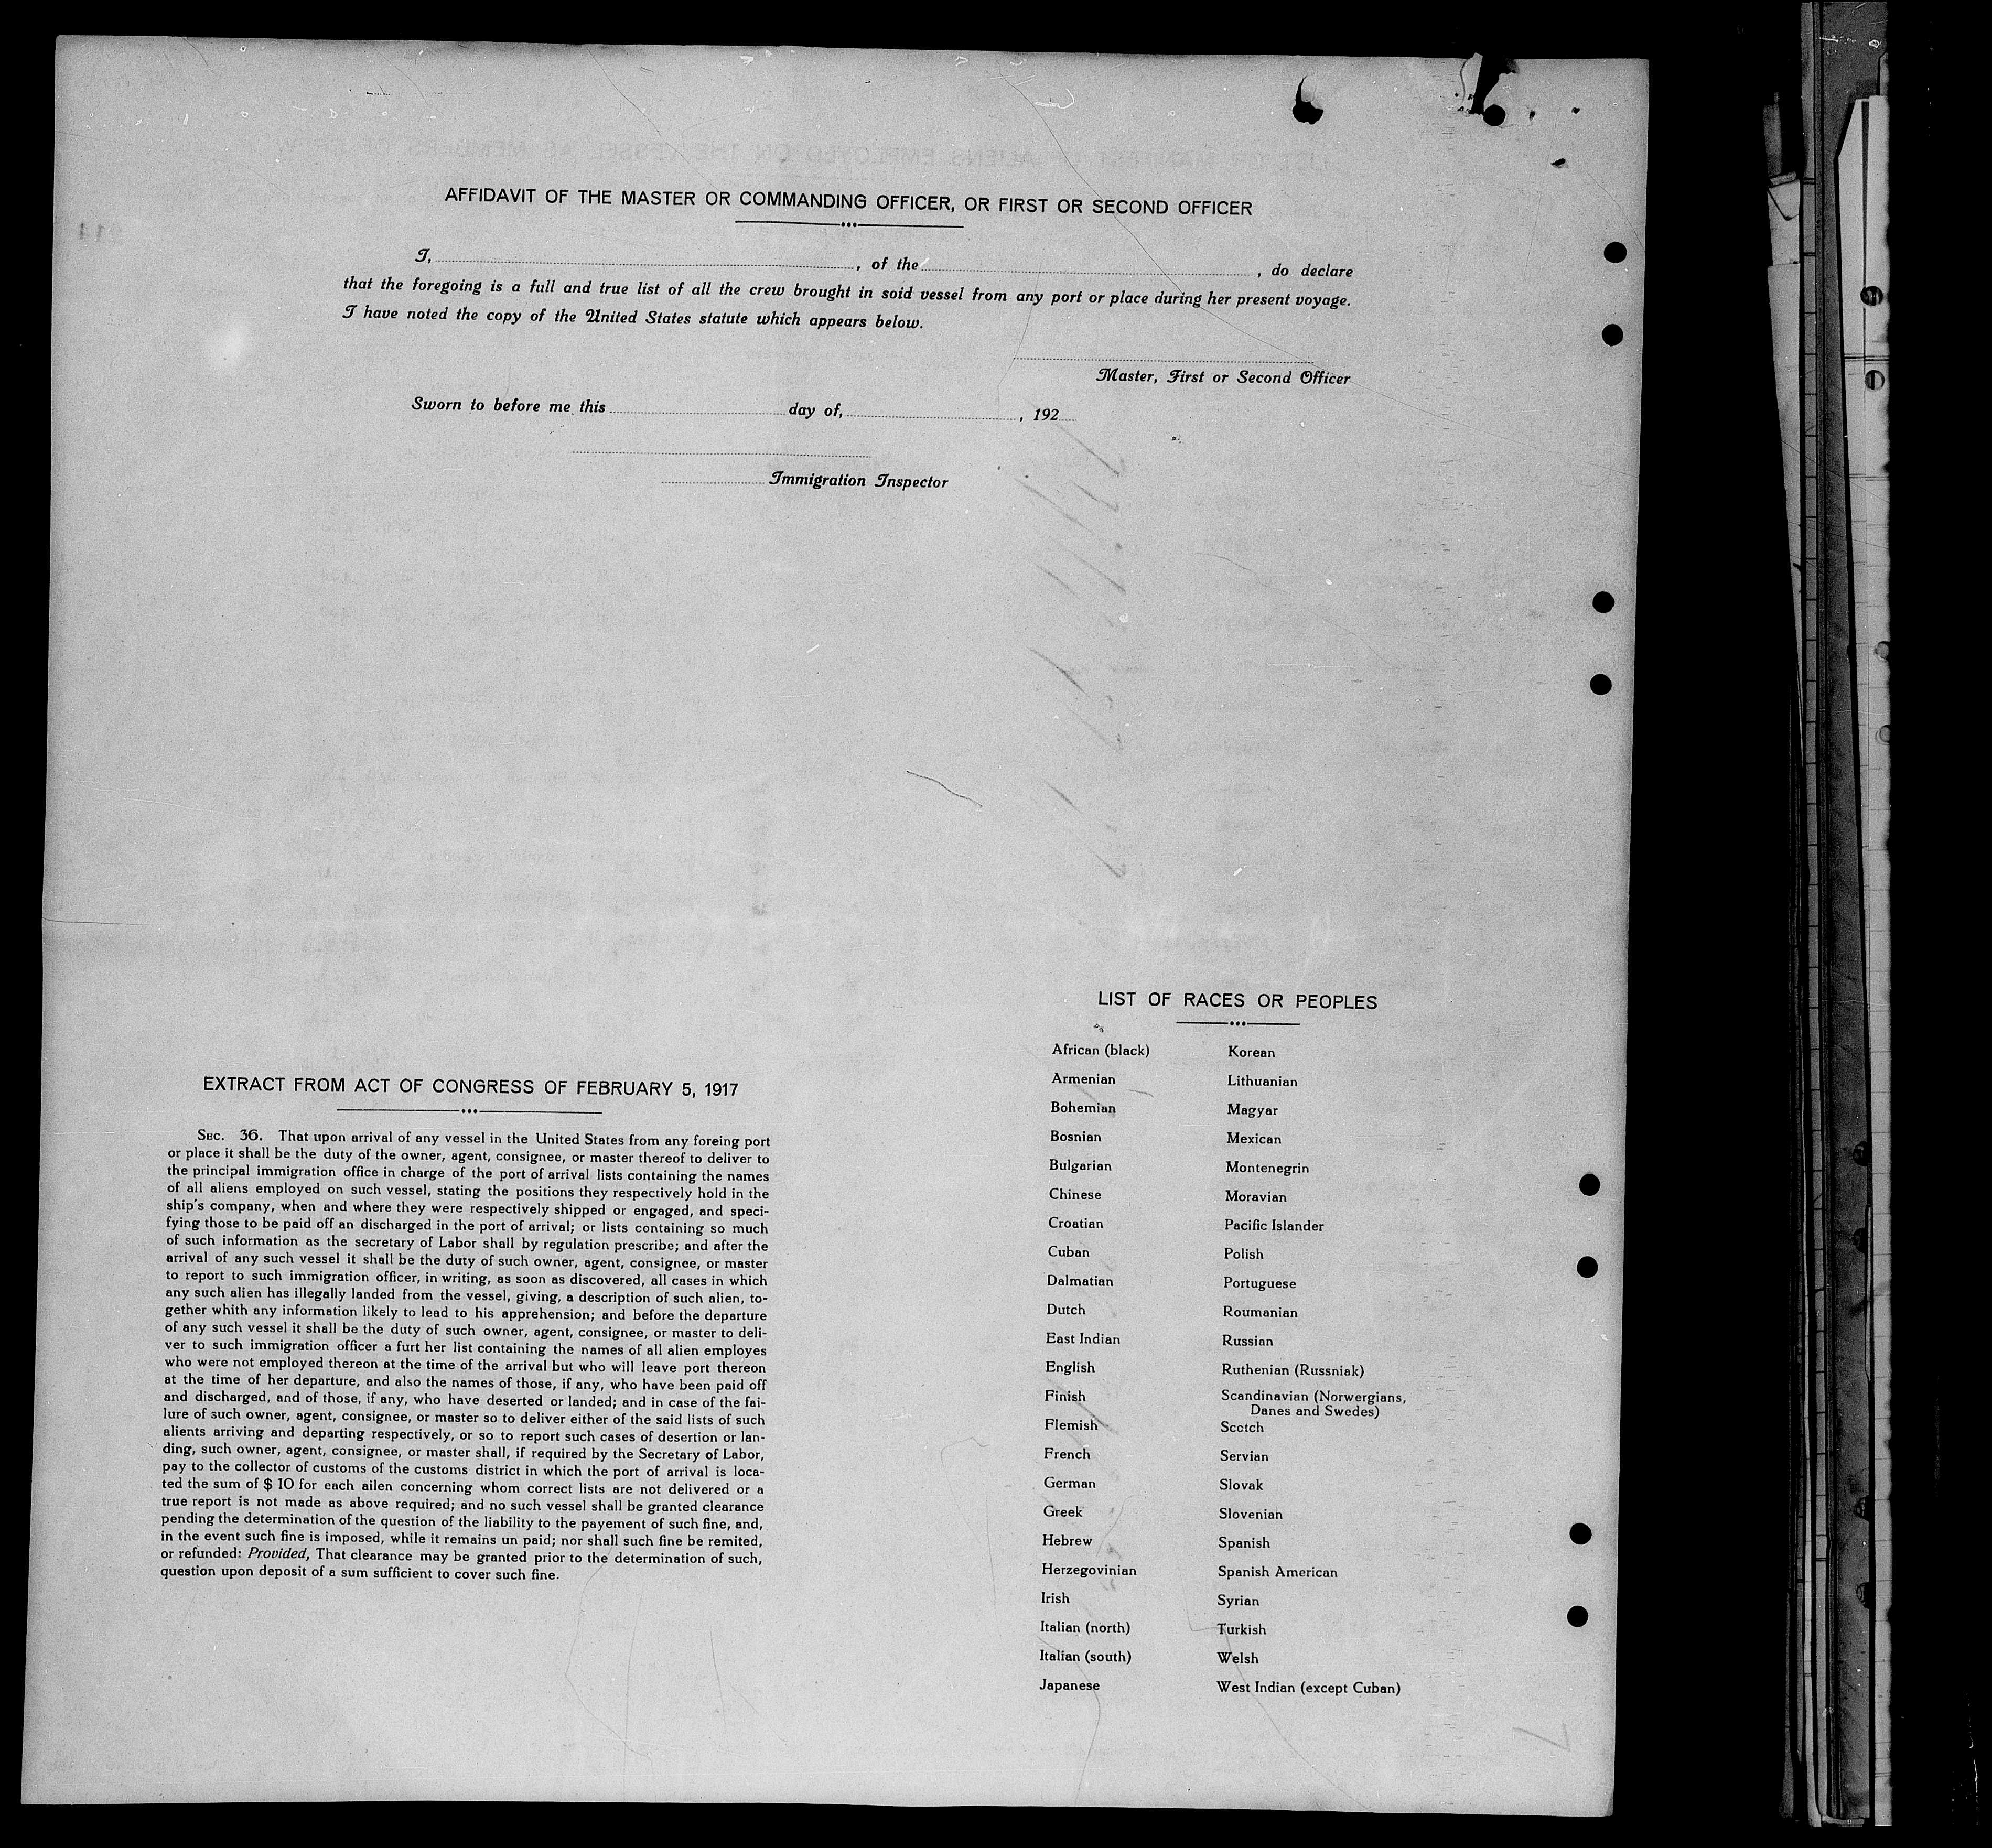 AFFIDAVIT OF THE MASTER OR COMMANDING OFFICER, OR FIRST OR SECOND OFFICER
I, , of the , do declare
that the foregoing is a full and true list of all the crew brought in soid vessel from any port or place during her present voyage.
I have noted the copy of the United States statute which appears below.
Master, First or Second Officer
Sworn to before me this day of, , 192
Immigration Inspector
EXTRACT FROM ACT OF CONGRESS OF FEBRUARY 5, 1917
SEC. 36. That upon arrival of any vessel in the United States from any foreing port
or place it shall be the duty of the owner, agent, consignee, or master thereof to deliver to
the principal immigration office in charge of the port of arrival lists containing the names
of all aliens employed on such vessel, stating the positions they respectively hold in the
ship's company, when and where they were respectively shipped or engaged, and speci-
fying those to be paid off an discharged in the port of arrival; or lists containing so much
of such information as the secretary of Labor shall by regulation prescribe; and after the
arrival of any such vessel it shall be the duty of such owner, agent, consignee, or master
to report to such immigration officer, in writing, as soon as discovered, all cases in which
any such alien has illegally landed from the vessel, giving, a description of such alien, to-
gether whith any information likely to lead to his apprehension; and before the departure
of any such vessel it shall be the duty of such owner, agent, consignee, or master to deli-
ver to such immigration officer a furt her list containing the names of all alien employes
who were not employed thereon at the time of the arrival but who will leave port thereon
at the time of her departure, and also the names of those, if any, who have been paid off
and discharged, and of those, if any, who have deserted or landed; and in case of the fai-
lure of such owner, agent, consignee, or master so to deliver either of the said lists of such
alients arriving and departing respectively, or so to report such cases of desertion or lan-
ding, such owner, agent, consignee, or master shall, if required by the Secretary of Labor,
pay to the collector of customs of the customs district in which the port of arrival is loca-
ted the sum of $ 10 for each ailen concerning whom correct lists are not delivered or a
true report is not made as above required; and no such vessel shall be granted clearance
pending the determination of the question of the liability to the payement of such fine, and,
in the event such fine is imposed, while it remains un paid; nor shall such fine be remited,
or refunded: Provided, That clearance may be granted prior to the determination of such,
question upon deposit of a sum sufficient to cover such fine.
LIST OF RACES OR PEOPLES
African (black)
Armenian
Bohemian
Bosnian
Bulgarian
Chinese
Croatian
Cuban
Dalmatian
Dutch
East Indian
English
Finish
Flemish
French
German
Greek
Hebrew
Herzegovinian
Irish
Italian (north)
Italian (south)
Japanese
Korean
Lithuanian
Magyar
Mexican
Montenegrin
Moravian
Pacific Islander
Polish
Portuguese
Roumanian
Russian
Ruthenian (Russniak)
Scandinavian (Norwergians,
Danes and Swedes)
Scotch
Servian
Slovak
Slovenian
Spanish
Spanish American
Syrian
Turkish
Welsh
West Indian (except Cuban)